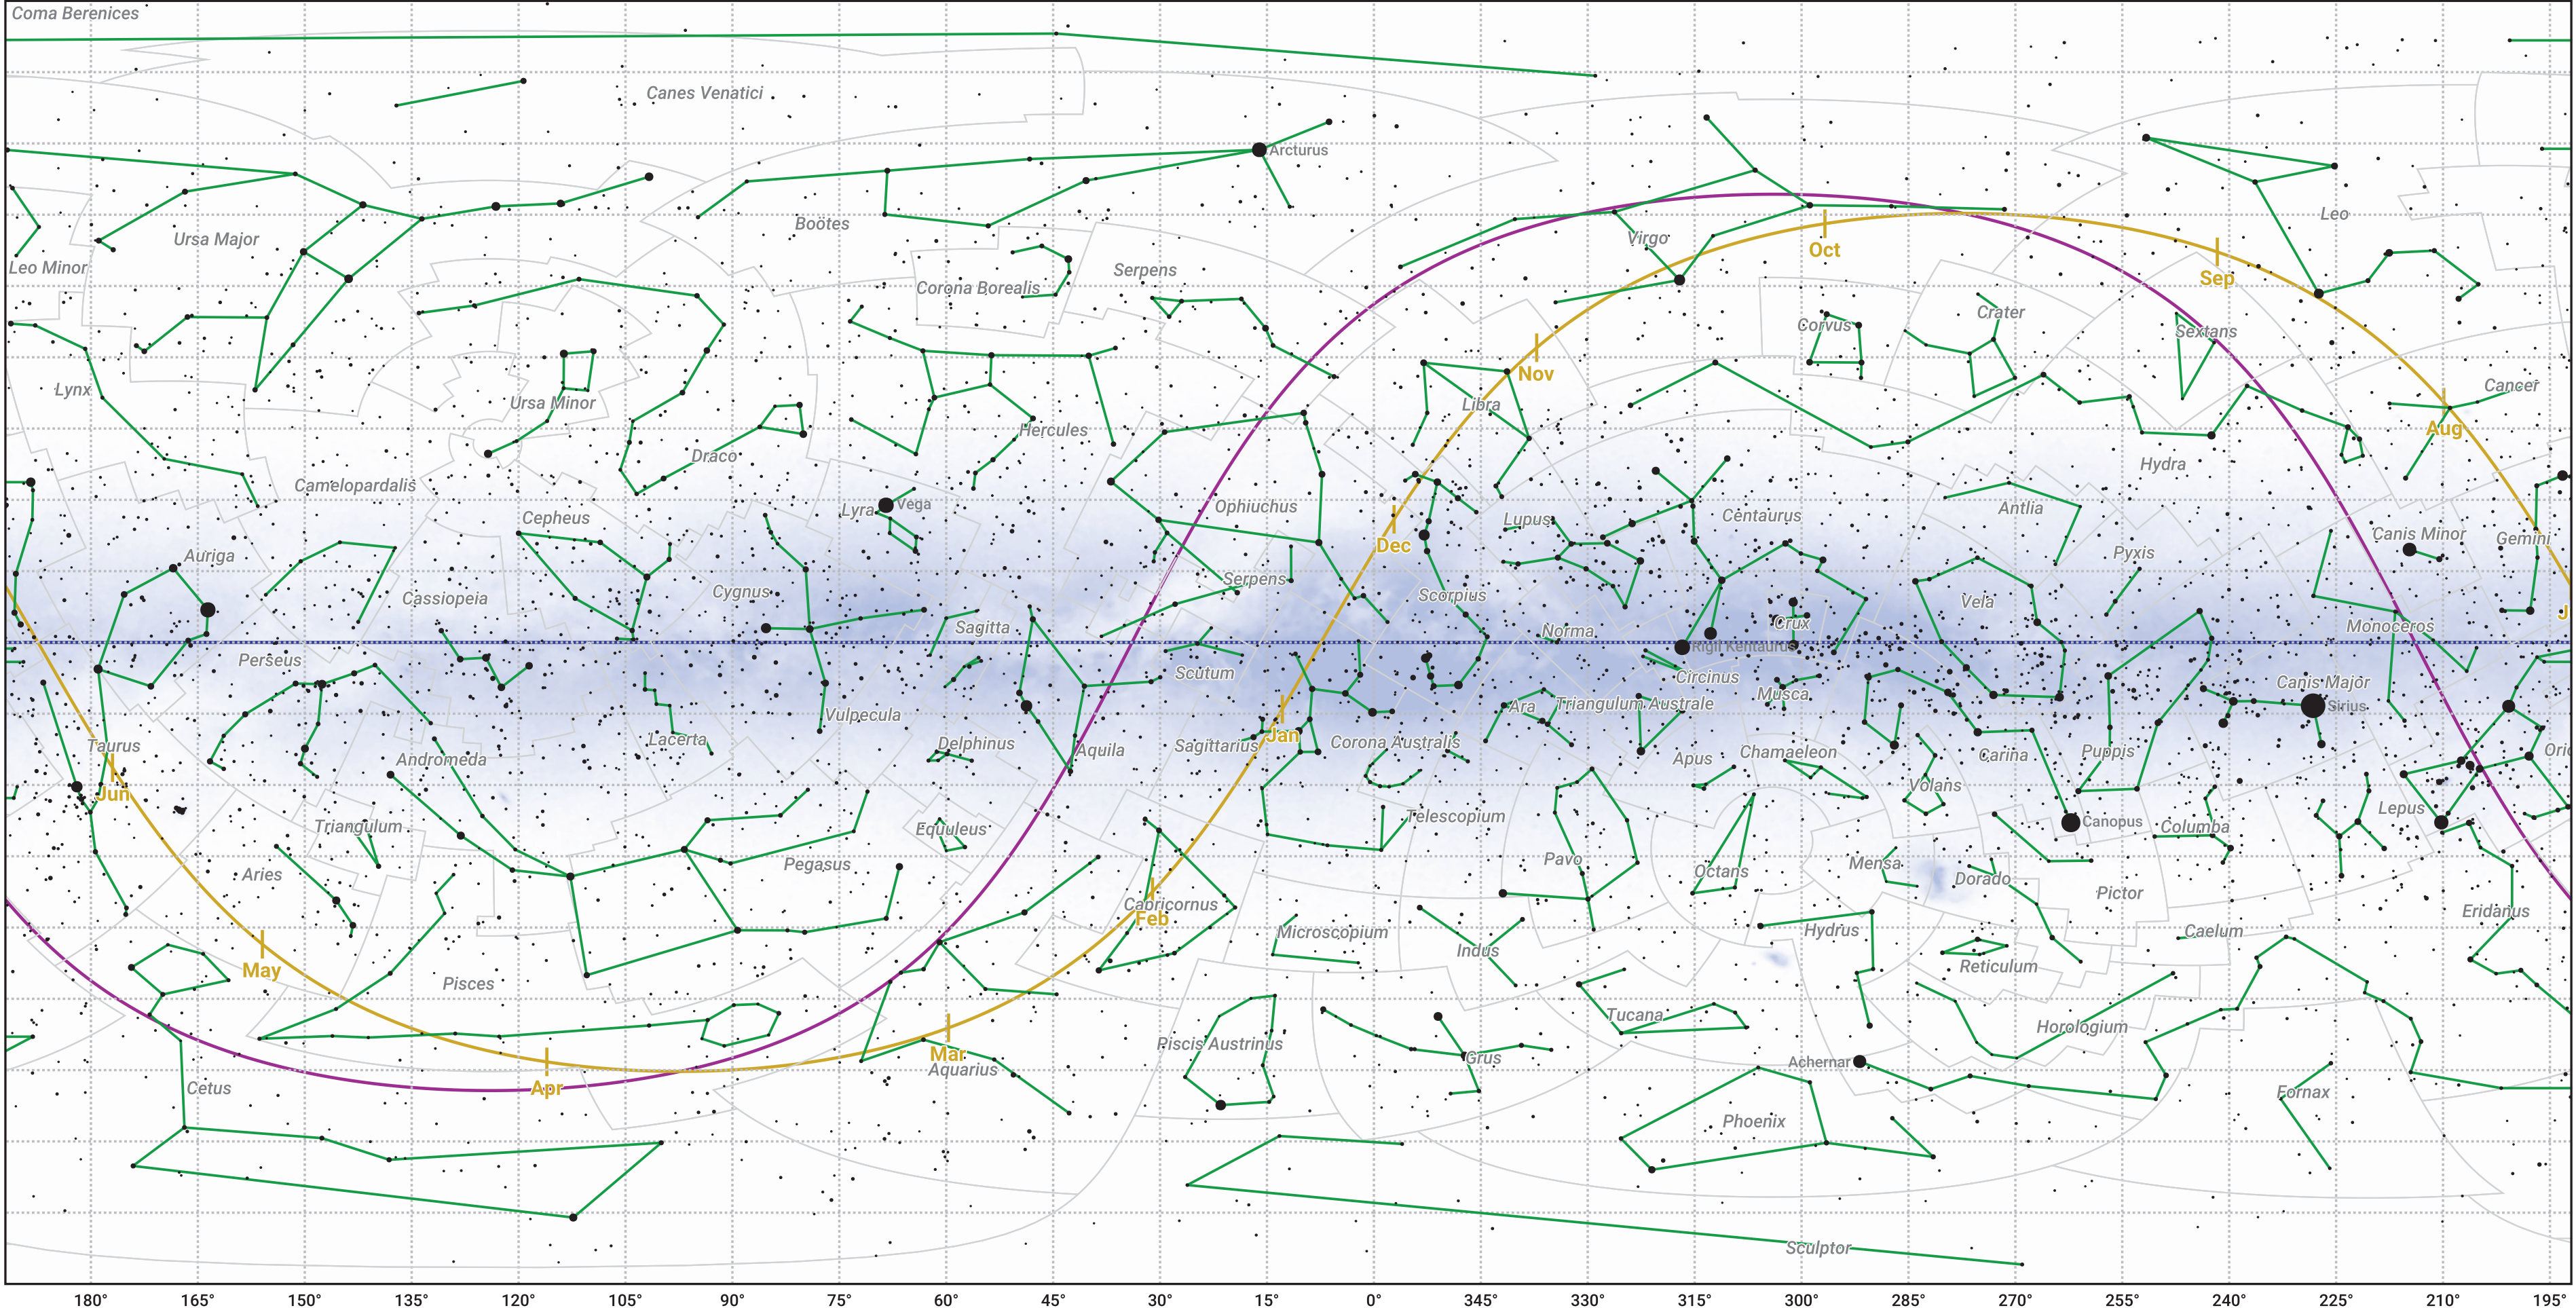 Coma Berenices
Canes Venatici
Arcturus
Ursa Major
Boötes
Virgo
Leo
Oct
Leo Minor
Serpens
Sep
Corona Borealis
Corvus
Crater
Sextans
Nov
Lynx
Ursa Minor
Libra
Cancer
Hercules
Aug
Draco
Hydra
Camelopardalis
Vega
Lyra
Ophiuchus
Cepheus
Lupus
Centaurus
Antlia
Canis Minor
Gemini
Dec
Auriga
Pyxis
Serpens
Cygnus
Cassiopeia
Scorpius
Vela
J
Sagitta
Norma
Crux
Monoceros
Rigil Kentaurus
Perseus
Scutum
Circinus
Canis Major
Musca
Ara
Triangulum Australe
Sirius
Vulpecula
Lacerta
Jan
Taurus
Delphinus
Aquila
Sagittarius
Corona Australis
Chamaeleon
Carina
Puppis
Orio
Andromeda
Apus
Volans
Jun
Lepus
Triangulum
Equuleus
Telescopium
Canopus
Columba
Pegasus
Pavo
Mensa
Aries
Octans
Dorado
Pictor
Capricornus
Feb
Eridanus
Microscopium
Hydrus
Caelum
Indus
May
Reticulum
Pisces
Tucana
Horologium
Piscis Austrinus
Mar
Grus
Achernar
Aquarius
Cetus
Apr
Fornax
Phoenix
Sculptor
180° 165° 150° 135° 120° 105° 90° 75° 60° 45° 30° 15° 0° 345° 330° 315° 300° 285° 270° 255° 240° 225° 210° 195°